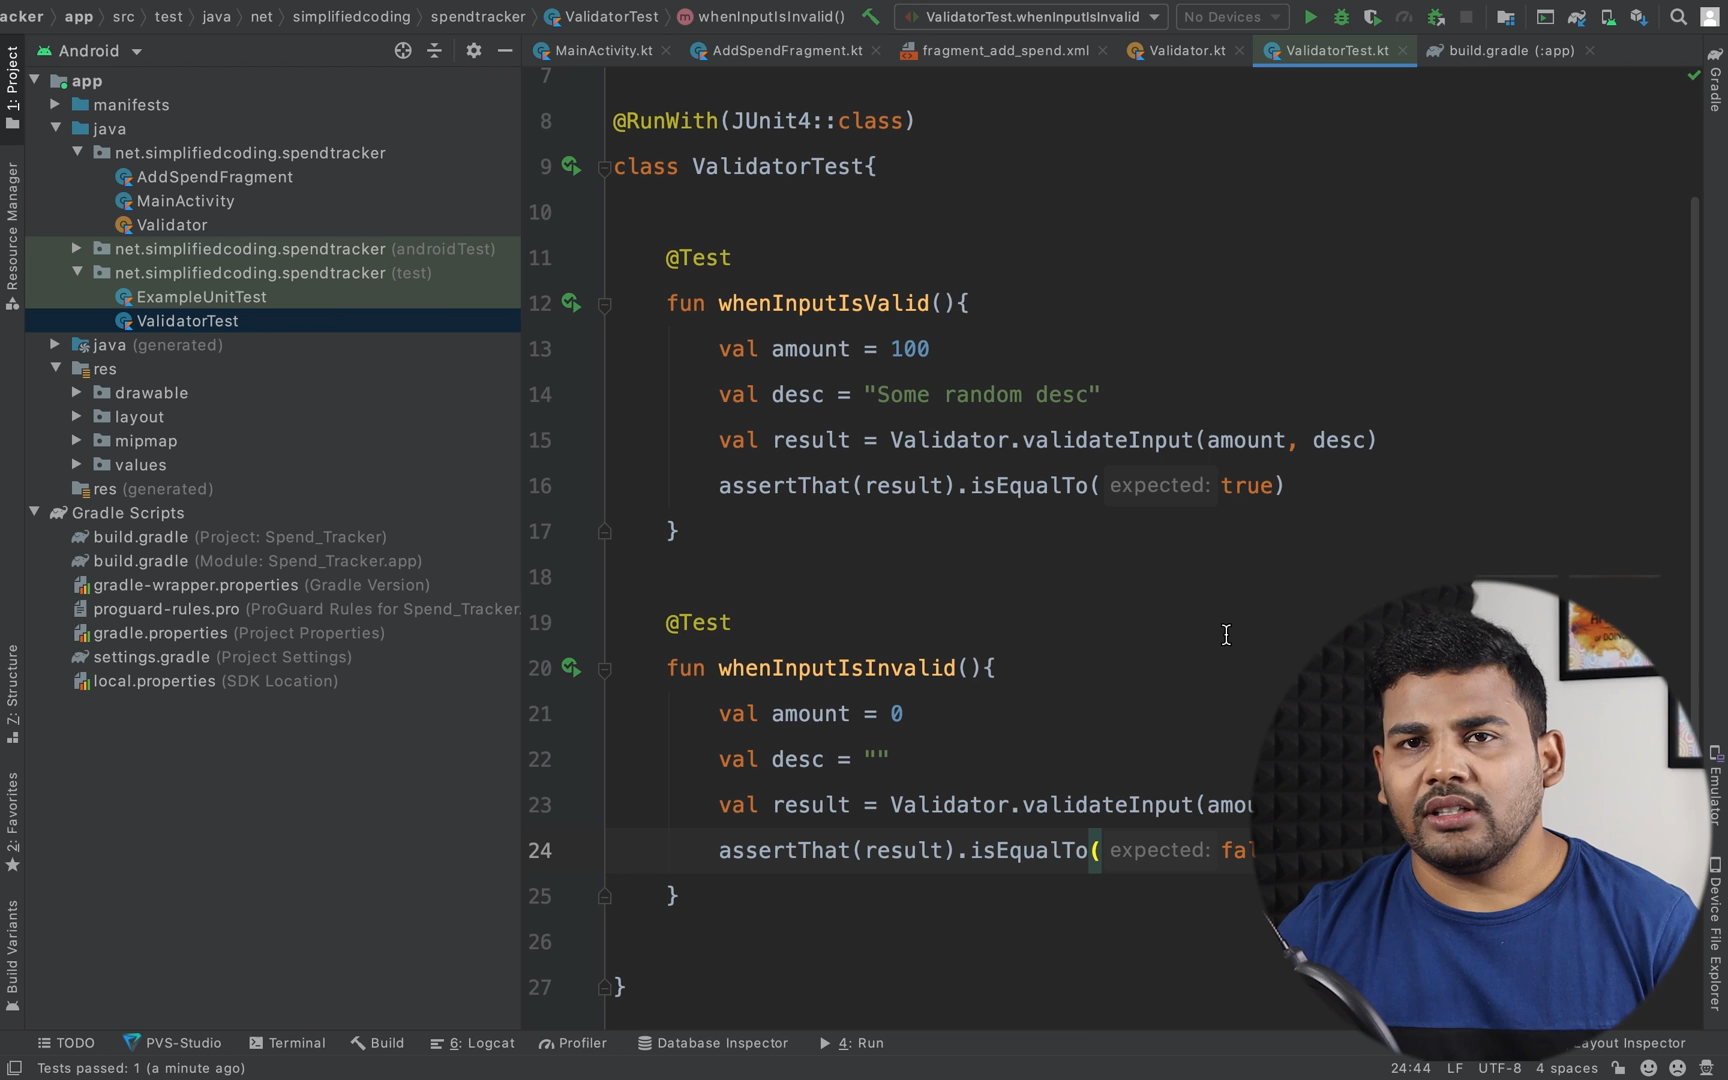 acker app src test java net simplifiedcoding spendtracker ValidatorTest whenInputIsInvalid() ValidatorTest.whenInputIsInvalid No Devices
Android
MainActivity.kt AddSpendFragment.kt fragment_add_spend.xml Validator.kt ValidatorTest.kt build.gradle (:app)
1: Project
Resource Manager
7: Structure
2: Favorites
Build Variants
app
manifests
java
net.simplifiedcoding.spendtracker
AddSpendFragment
MainActivity
Validator
net.simplifiedcoding.spendtracker (androidTest)
net.simplifiedcoding.spendtracker (test)
ExampleUnitTest
ValidatorTest
java (generated)
res
drawable
layout
mipmap
values
res (generated)
Gradle Scripts
build.gradle (Project: Spend_Tracker)
build.gradle (Module: Spend_Tracker.app)
gradle-wrapper.properties (Gradle Version)
proguard-rules.pro (ProGuard Rules for Spend_Tracker.
gradle.properties (Project Properties)
settings.gradle (Project Settings)
local.properties (SDK Location)
7
8 @RunWith(JUnit4::class)
9 class ValidatorTest{
10
11 @Test
12 fun whenInputIsValid(){
13 val amount = 100
14 val desc = "Some random desc"
15 val result = Validator.validateInput(amount, desc)
16 assertThat(result).isEqualTo( expected: true)
17 }
18
19 @Test
20 fun whenInputIsInvalid(){
21 val amount = 0
22 val desc = ""
23 val result = Validator.validateInput(amou
24 assertThat(result).isEqualTo( expected: fal
25 }
26
27 }
Gradle
Emulator
Device File Explorer
TODO PVS-Studio Terminal Build 6: Logcat Profiler Database Inspector 4: Run ayout Inspector
Tests passed: 1 (a minute ago) 24:44 LF UTF-8 4 spaces